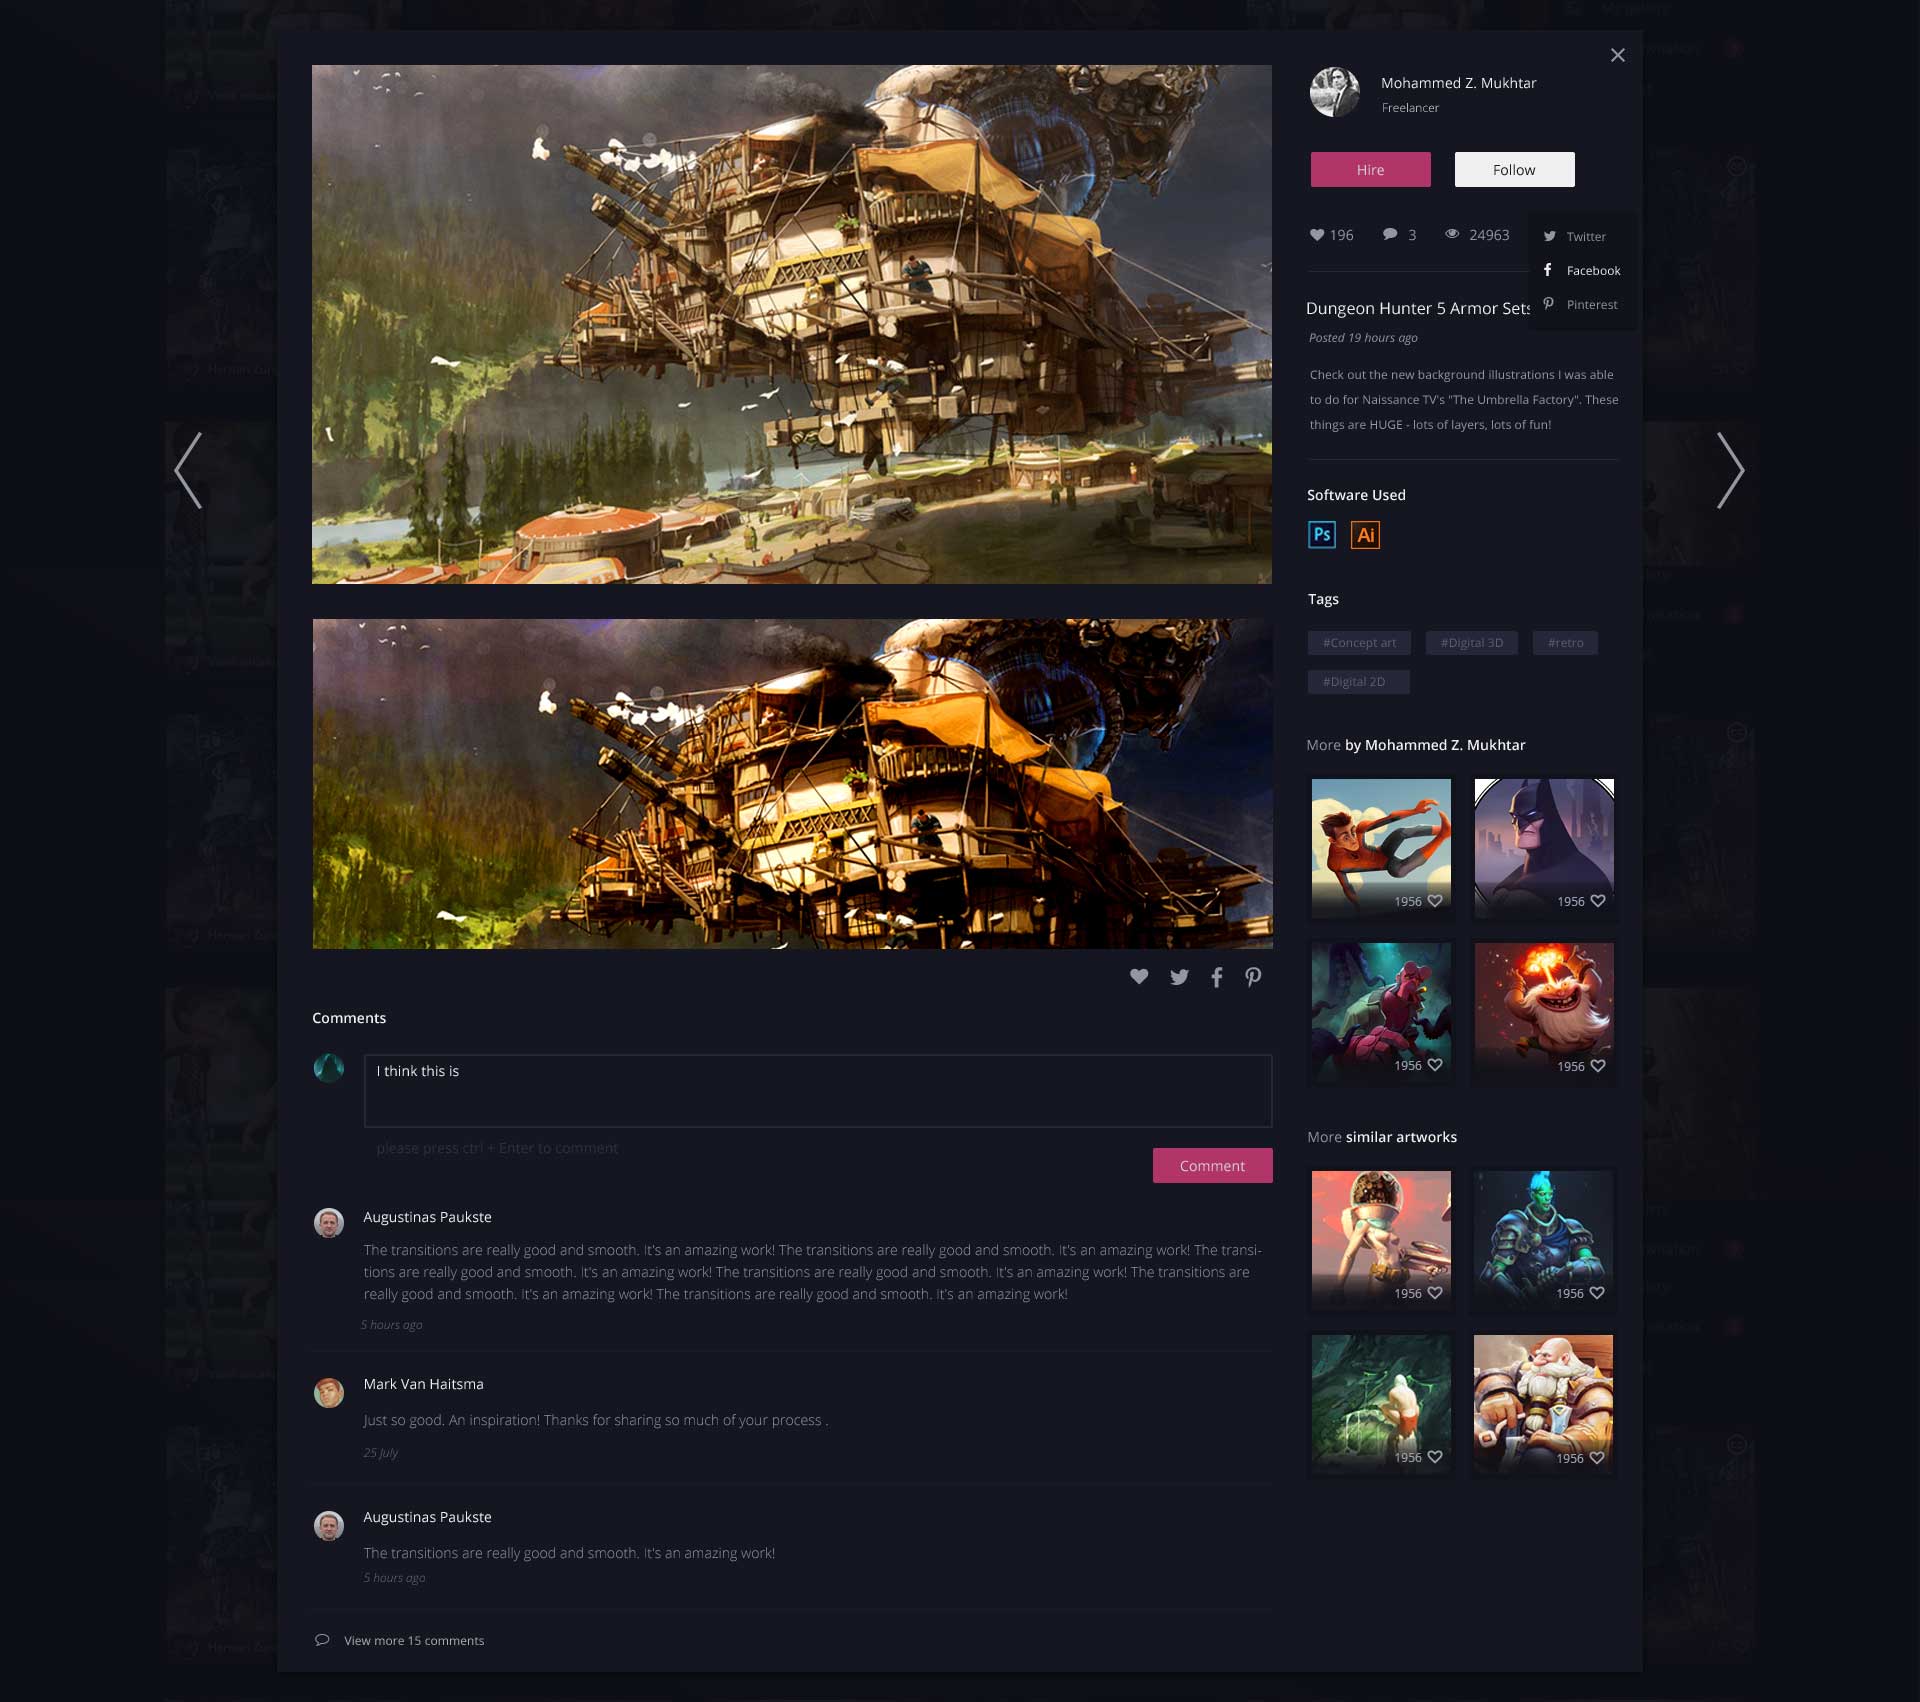 Mohammed Z. Mukhtar
Freelancer
Hire
Follow
196
3
24963
Twitter
Facebook
Pinterest
Dungeon Hunter 5 Armor Sets
Posted 19 hours ago
Check out the new background illustrations I was able
to do for Naissance TV's "The Umbrella Factory". These
things are HUGE - lots of layers, lots of fun!
Software Used
Ps
Ai
Tags
#Concept art
#Digital 3D
#retro
#Digital 2D
More by Mohammed Z. Mukhtar
1956
1956
1956
1956
More similar artworks
1956
1956
1956
1956
Comments
I think this is
please press ctrl + Enter to comment
Comment
Augustinas Paukste
The transitions are really good and smooth. It's an amazing work! The transitions are really good and smooth. It's an amazing work! The transi-
tions are really good and smooth. It's an amazing work! The transitions are really good and smooth. It's an amazing work! The transitions are
really good and smooth. It's an amazing work! The transitions are really good and smooth. It's an amazing work!
5 hours ago
Mark Van Haitsma
Just so good. An inspiration! Thanks for sharing so much of your process .
25 July
Augustinas Paukste
The transitions are really good and smooth. It's an amazing work!
5 hours ago
View more 15 comments